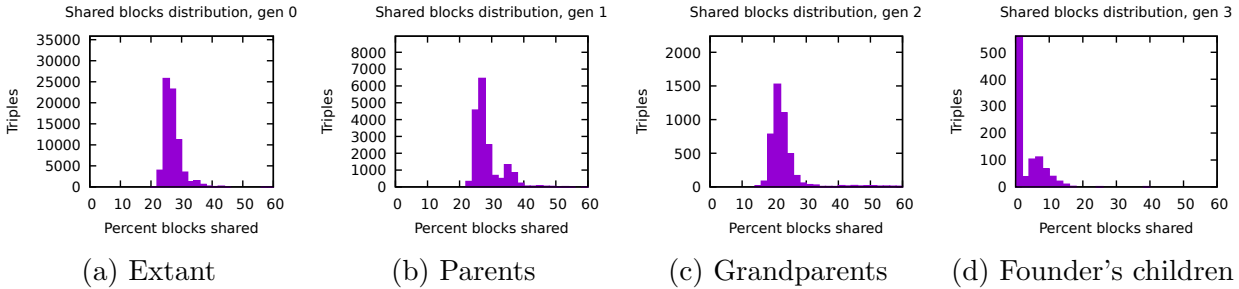 Shared blocks distribution, gen 0
35000
30000
25000
20000
15000
10000
5000
0
Triples
0 10 20 30 40 50 60
Percent blocks shared
(a) Extant
Shared blocks distribution, gen 1
8000
7000
6000
5000
4000
3000
2000
1000
0
Triples
0 10 20 30 40 50 60
Percent blocks shared
(b) Parents
Shared blocks distribution, gen 2
2000
1500
1000
500
0
Triples
0 10 20 30 40 50 60
Percent blocks shared
(c) Grandparents
Shared blocks distribution, gen 3
500
400
300
200
100
0
Triples
0 10 20 30 40 50 60
Percent blocks shared
(d) Founder's children